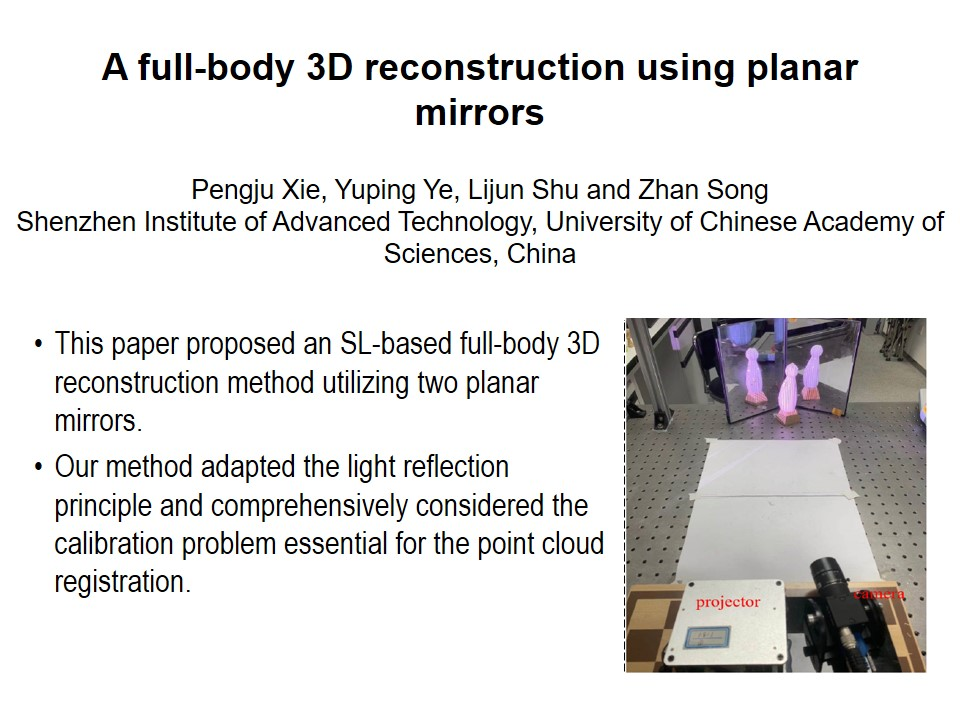 A full-body 3D reconstruction using planar
mirrors
Pengju Xie, Yuping Ye, Lijun Shu and Zhan Song
Shenzhen Institute of Advanced Technology, University of Chinese Academy of
Sciences, China
• This paper proposed an SL-based full-body 3D
reconstruction method utilizing two planar
mirrors.
• Our method adapted the light reflection
principle and comprehensively considered the
calibration problem essential for the point cloud
registration.
projector
camera